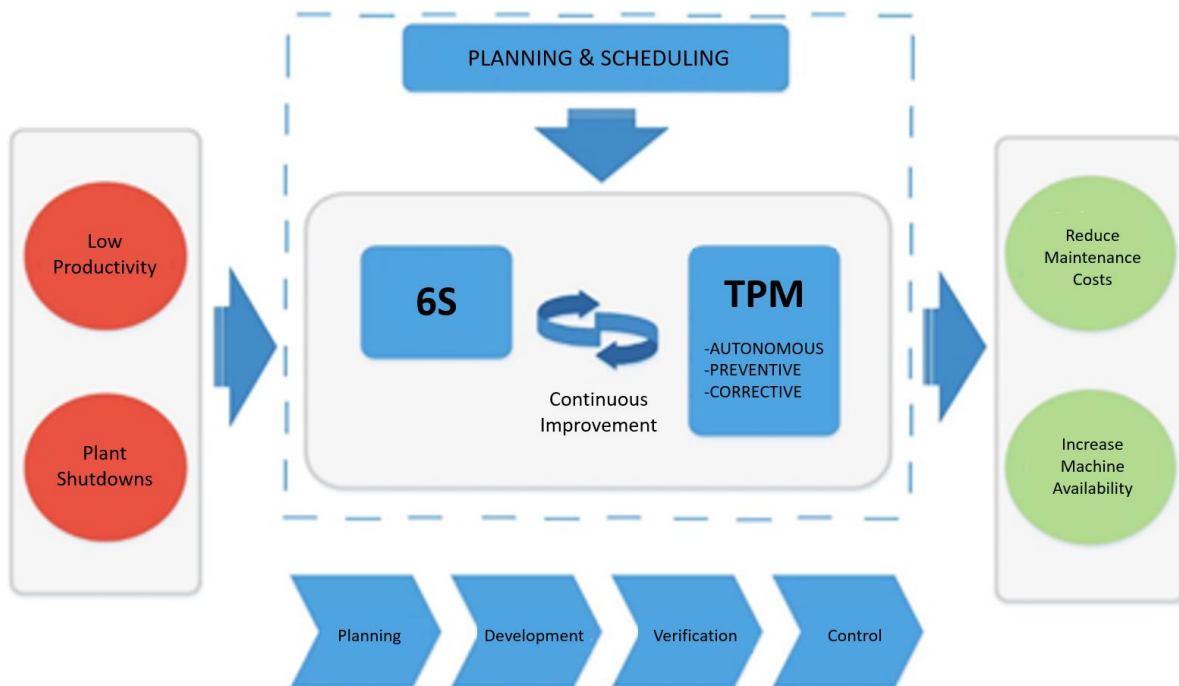 PLANNING & SCHEDULING
Low
Productivity
Plant
Shutdowns
6S
Continuous
Improvement
TPM
-AUTONOMOUS
-PREVENTIVE
-CORRECTIVE
Reduce
Maintenance
Costs
Increase
Machine
Availability
Planning
Development
Verification
Control